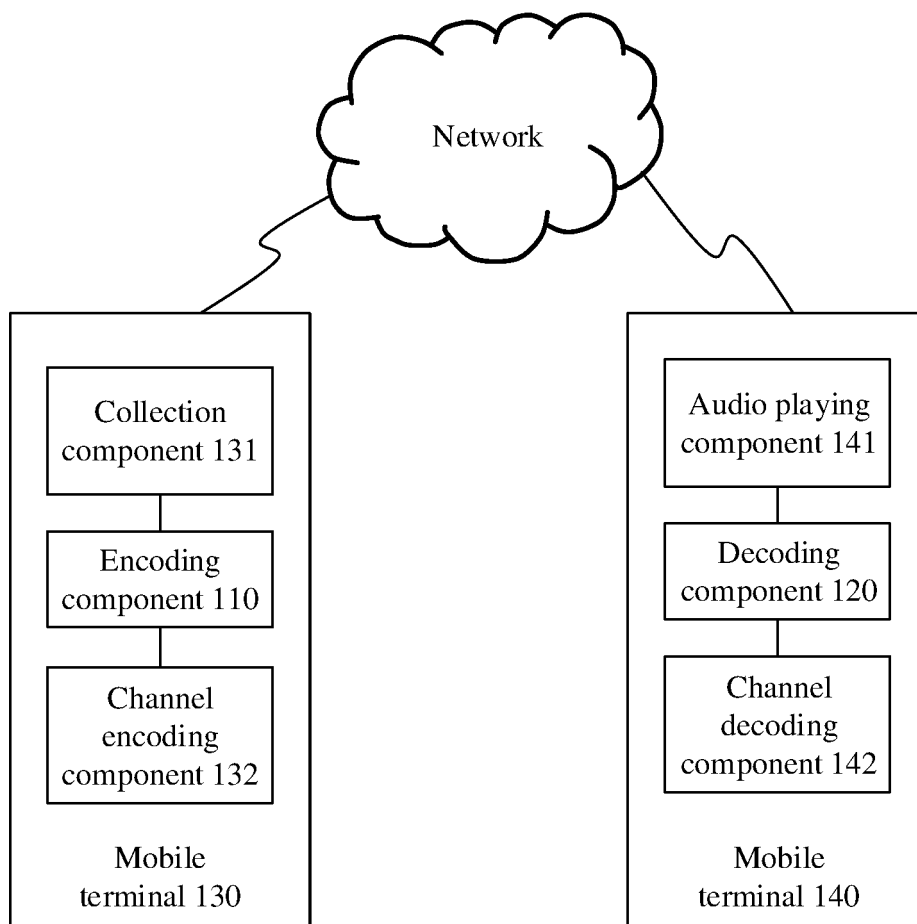 Network
Collection
component 131
Encoding
component 110
Channel
encoding
component 132
Mobile
terminal 130
Audio playing
component 141
Decoding
component 120
Channel
decoding
component 142
Mobile
terminal 140